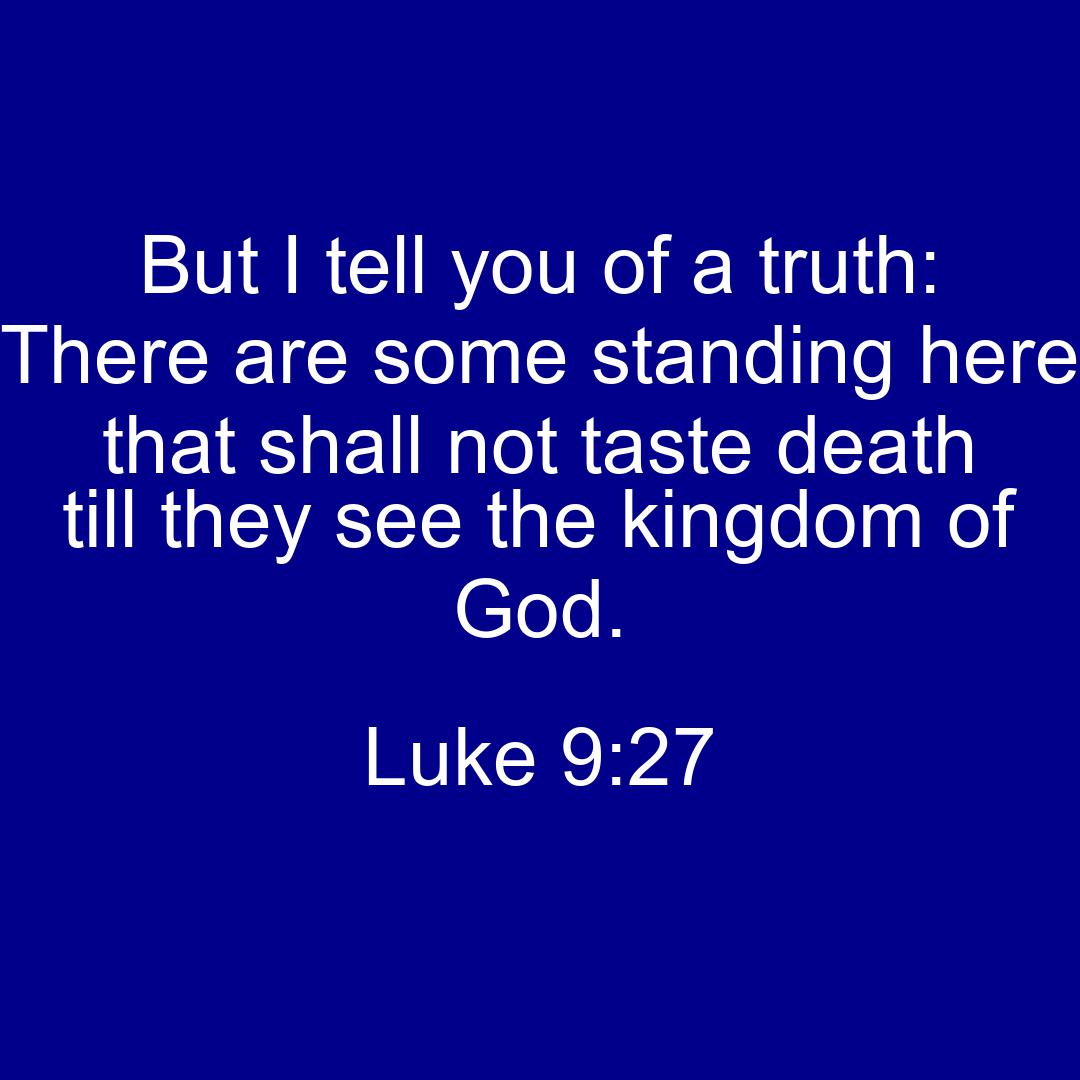 But I tell you of a truth:
There are some standing here
that shall not taste death
till they see the kingdom of
God.
Luke 9:27